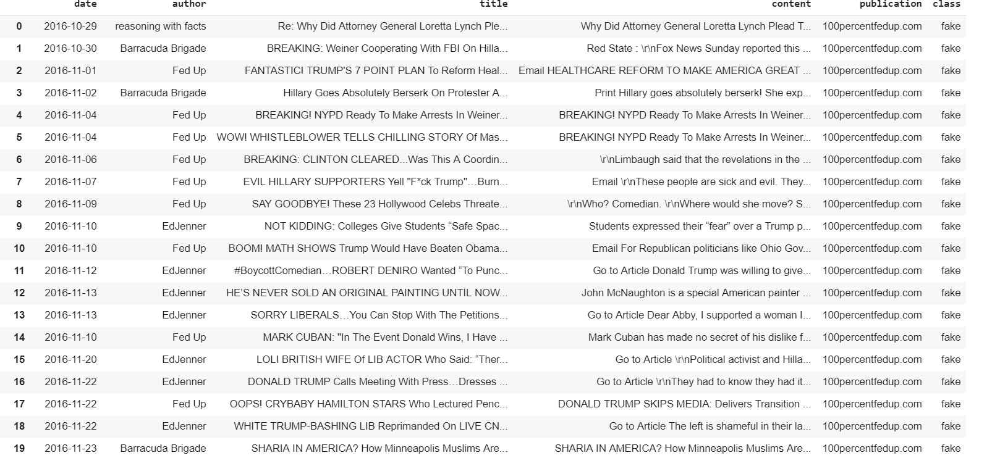 date author title content publication class
0 2016-10-29 reasoning with facts Re: Why Did Attorney General Loretta Lynch Ple... Why Did Attorney General Loretta Lynch Plead T... 100percentfedup.com fake
1 2016-10-30 Barracuda Brigade BREAKING: Weiner Cooperating With FBI On Hilla... Red State : \r\nFox News Sunday reported this ... 100percentfedup.com fake
2 2016-11-01 Fed Up FANTASTIC! TRUMP'S 7 POINT PLAN To Reform Heal... Email HEALTHCARE REFORM TO MAKE AMERICA GREAT ... 100percentfedup.com fake
3 2016-11-02 Barracuda Brigade Hillary Goes Absolutely Berserk On Protester A... Print Hillary goes absolutely berserk! She exp... 100percentfedup.com fake
4 2016-11-04 Fed Up BREAKING! NYPD Ready To Make Arrests In Weiner... BREAKING! NYPD Ready To Make Arrests In Weiner... 100percentfedup.com fake
5 2016-11-04 Fed Up WOW! WHISTLEBLOWER TELLS CHILLING STORY Of Mas... BREAKING! NYPD Ready To Make Arrests In Weiner... 100percentfedup.com fake
6 2016-11-06 Fed Up BREAKING: CLINTON CLEARED...Was This A Coordin... \r\nLimbaugh said that the revelations in the ... 100percentfedup.com fake
7 2016-11-07 Fed Up EVIL HILLARY SUPPORTERS Yell "F*ck Trump"…Burn... Email \r\nThese people are sick and evil. They... 100percentfedup.com fake
8 2016-11-09 Fed Up SAY GOODBYE! These 23 Hollywood Celebs Threate... \r\nWho? Comedian. \r\nWhere would she move? S... 100percentfedup.com fake
9 2016-11-10 EdJenner NOT KIDDING: Colleges Give Students “Safe Spac... Students expressed their “fear” over a Trump p... 100percentfedup.com fake
10 2016-11-10 Fed Up BOOM! MATH SHOWS Trump Would Have Beaten Obama... Email For Republican politicians like Ohio Gov... 100percentfedup.com fake
11 2016-11-12 EdJenner #BoycottComedian…ROBERT DENIRO Wanted “To Punc... Go to Article Donald Trump was willing to give... 100percentfedup.com fake
12 2016-11-13 EdJenner HE’S NEVER SOLD AN ORIGINAL PAINTING UNTIL NOW... John McNaughton is a special American painter ... 100percentfedup.com fake
13 2016-11-13 EdJenner SORRY LIBERALS…You Can Stop With The Petitions... Go to Article Dear Abby, I supported a woman I... 100percentfedup.com fake
14 2016-11-10 Fed Up MARK CUBAN: "In The Event Donald Wins, I Have ... Mark Cuban has made no secret of his dislike f... 100percentfedup.com fake
15 2016-11-20 EdJenner LOL! BRITISH WIFE Of LIB ACTOR Who Said: “Ther... Go to Article \r\nPolitical activist and Hilla... 100percentfedup.com fake
16 2016-11-22 EdJenner DONALD TRUMP Calls Meeting With Press…Dresses ... Go to Article \r\nThey had to know they had it... 100percentfedup.com fake
17 2016-11-22 Fed Up OOPS! CRYBABY HAMILTON STARS Who Lectured Penc... DONALD TRUMP SKIPS MEDIA: Delivers Transition ... 100percentfedup.com fake
18 2016-11-22 EdJenner WHITE TRUMP-BASHING LIB Reprimanded On LIVE CN... Go to Article The left is shameful in their la... 100percentfedup.com fake
19 2016-11-23 Barracuda Brigade SHARIA IN AMERICA? How Minneapolis Muslims Are... SHARIA IN AMERICA? How Minneapolis Muslims Are... 100percentfedup.com fake